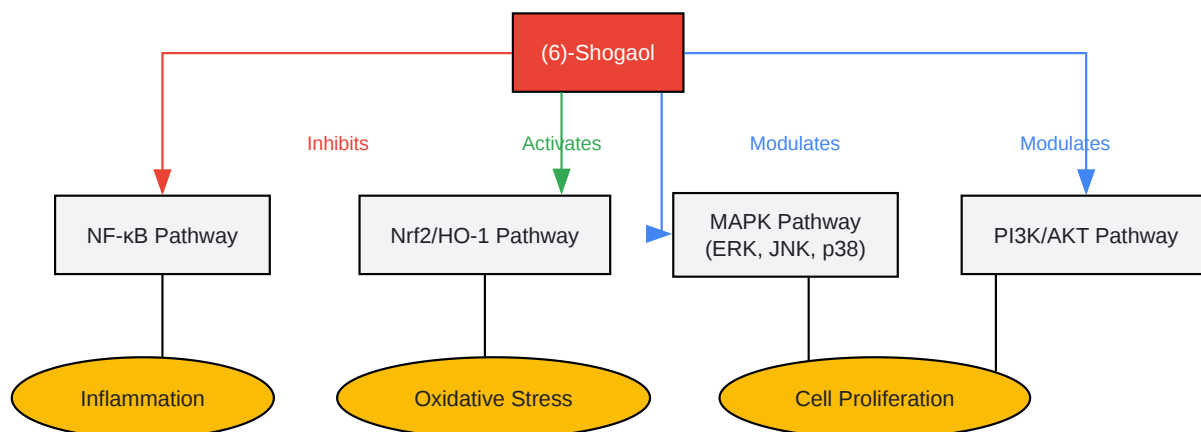 (6)-Shogaol
Inhibits
Activates
Modulates
Modulates
NF-κB Pathway
Nrf2/HO-1 Pathway
MAPK Pathway
(ERK, JNK, p38)
PI3K/AKT Pathway
Inflammation
Oxidative Stress
Cell Proliferation